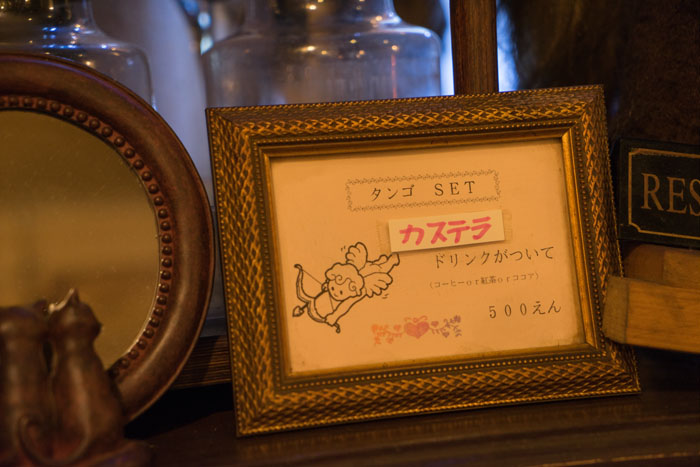 タンゴ SET
カステラ
ドリンクがついて
(コーヒーor紅茶orココア)
500えん
RES